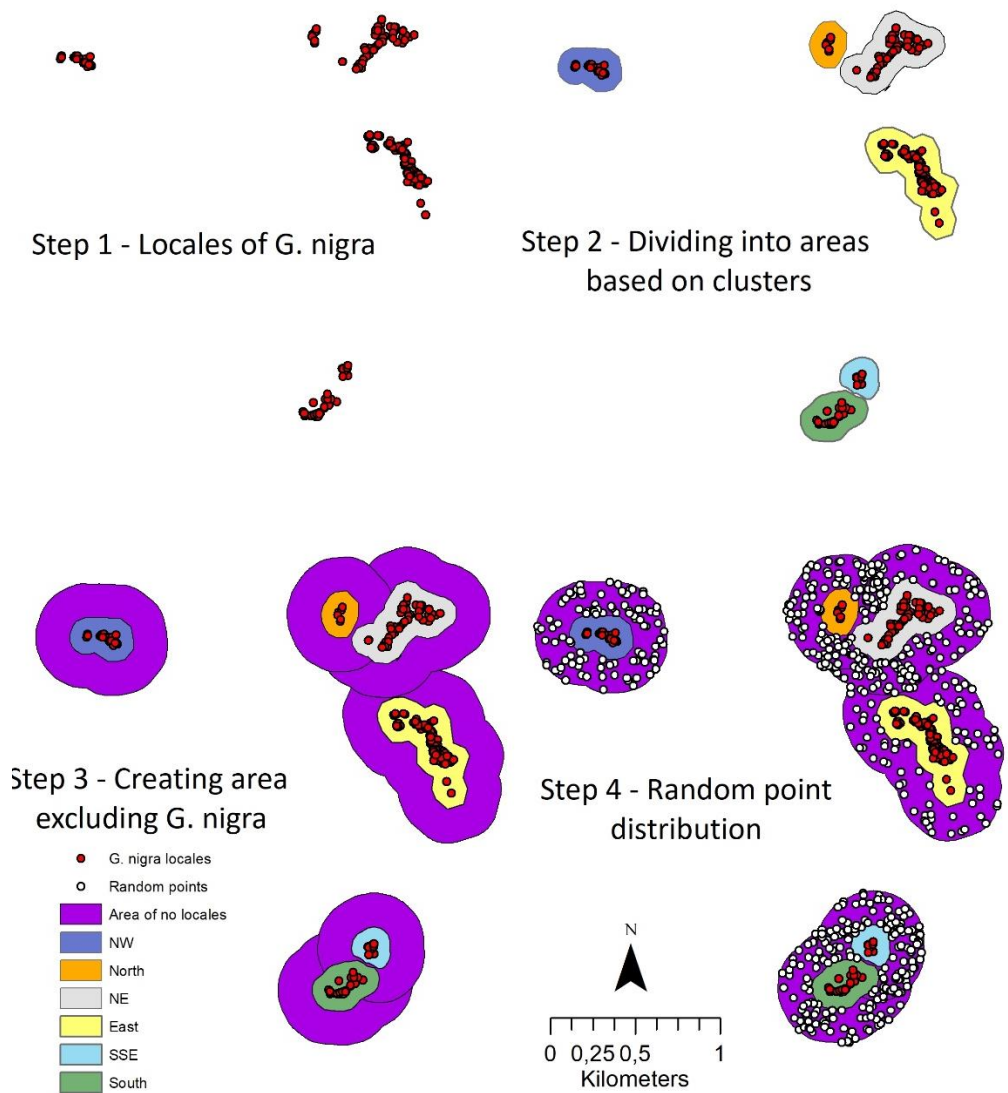 Step 1 - Locales of G. nigra
Step 2 - Dividing into areas
based on clusters
Step 3 - Creating area
excluding G. nigra
Step 4 - Random point
distribution
G. nigra locales
Random points
Area of no locales
NW
North
NE
East
SSE
South
N
0 0,25 0,5 1
Kilometers